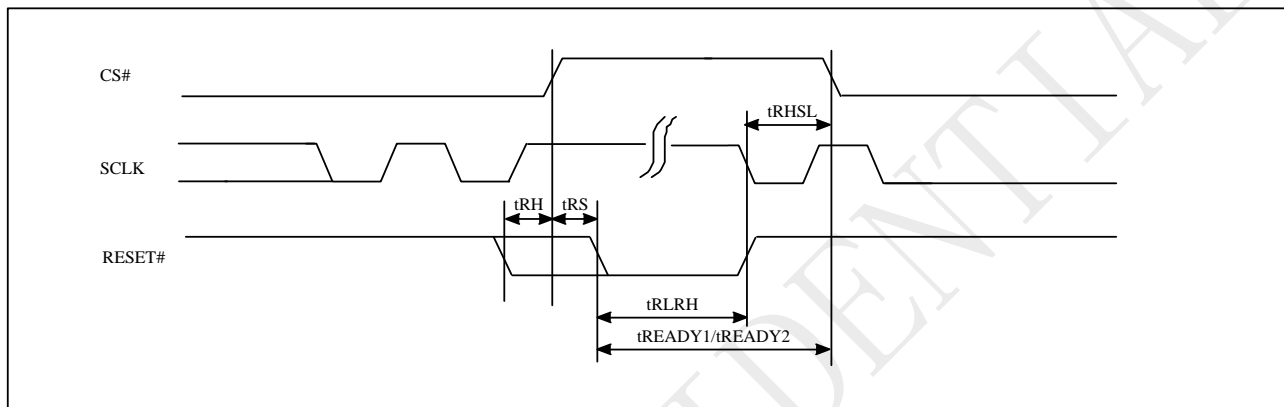 CS#
tRHSL
SCLK
tRH
tRS
RESET#
tRLRH
tREADY1/tREADY2